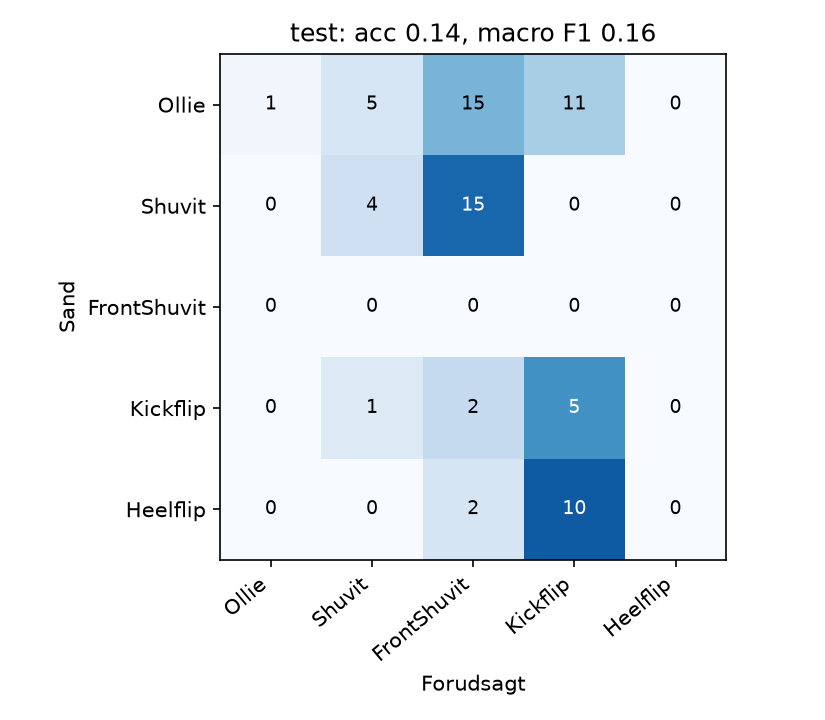 test: acc 0.14, macro F1 0.16
Ollie 1 5 15 11 0
Shuvit 0 4 15 0 0
FrontShuvit 0 0 0 0 0
Kickflip 0 1 2 5 0
Heelflip 0 0 2 10 0
Sand
Ollie Shuvit FrontShuvit Kickflip Heelflip
Forudsagt